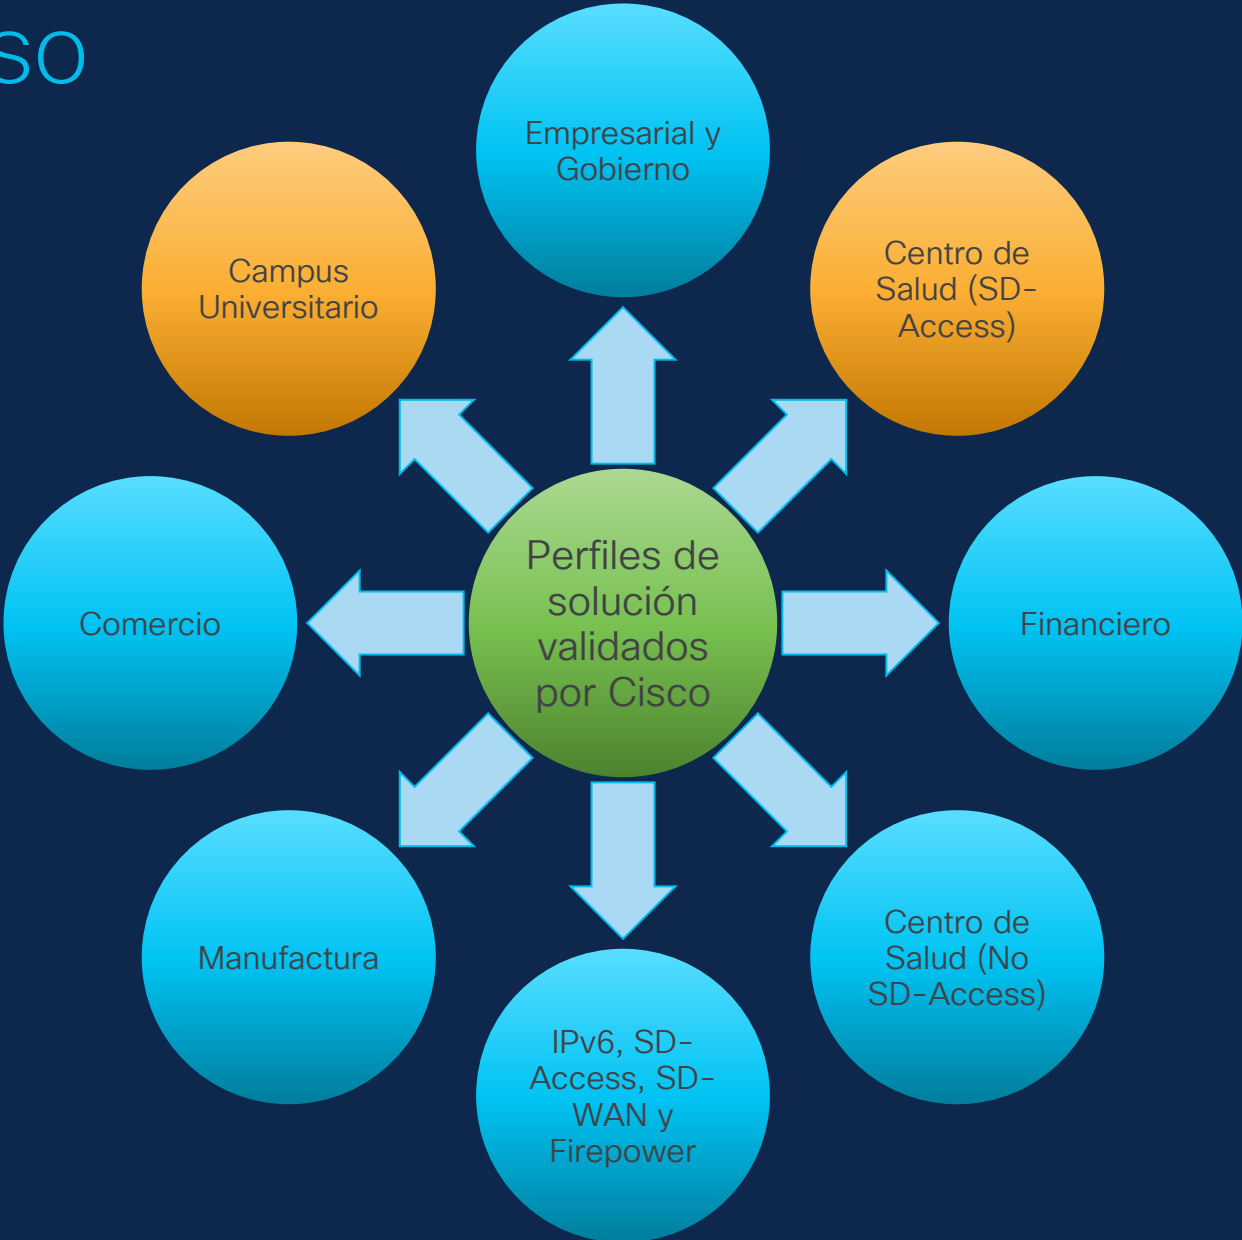 so
Empresarial y
Gobierno
Campus
Universitario
Centro de
Salud (SD-
Access)
Comercio
Perfiles de
solución
validados
por Cisco
Financiero
Manufactura
Centro de
Salud (No
SD-Access)
IPv6, SD-
Access, SD-
WAN y
Firepower